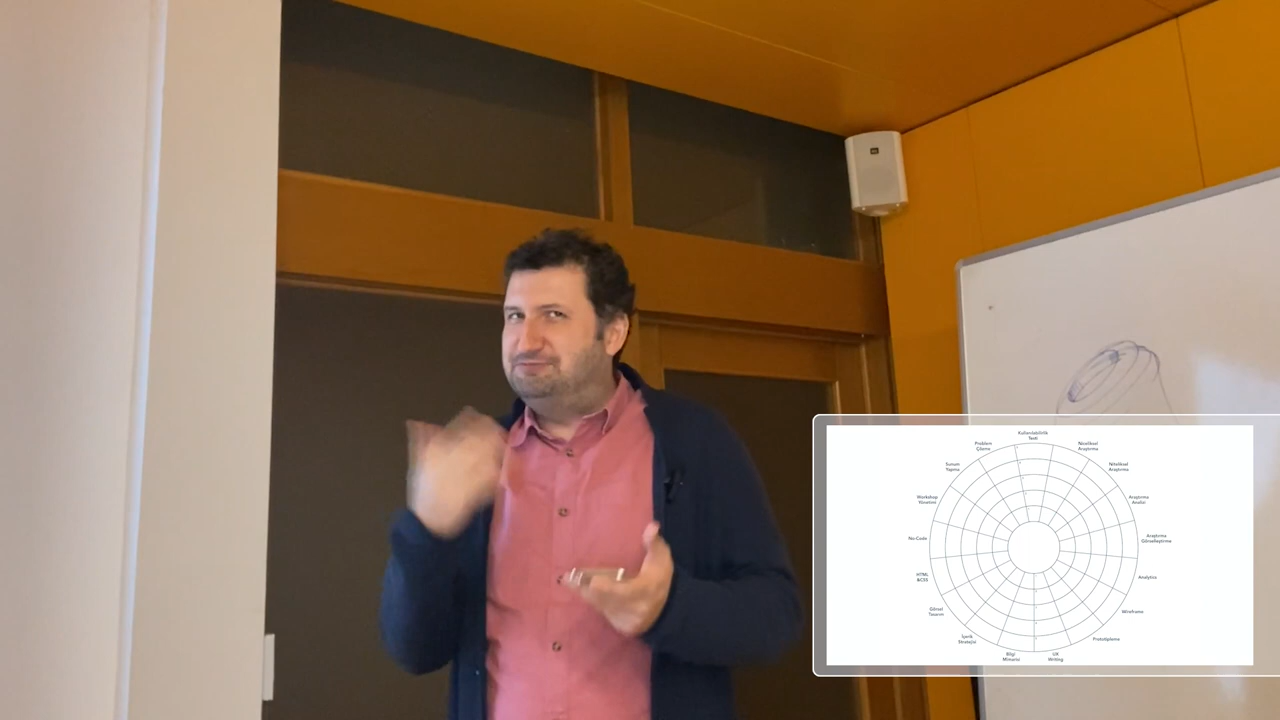 Kullanılabilirlik
Testi
Niceliksel
Araştırma
Niteliksel
Araştırma
Araştırma
Analizi
Araştırma
Görselleştirme
Analytics
Wireframe
Prototipleme
UX
Writing
Bilgi
Mimarisi
İçerik
Stratejisi
Görsel
Tasarım
HTML
&CSS
No-Code
Workshop
Yönetimi
Sunum
Yapma
Problem
Çözme